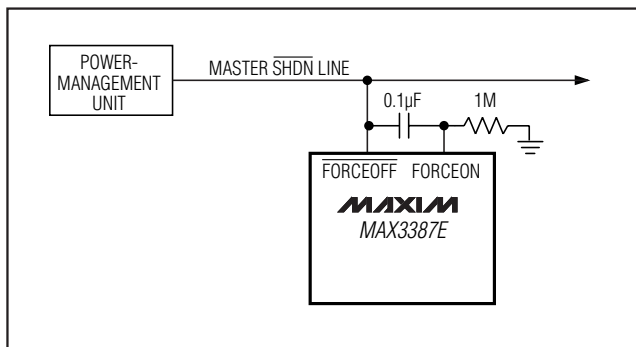 POWER-
MANAGEMENT
UNIT
MASTER SHDN LINE
0.1µF
1M
FORCEOFF FORCEON
MAXIM
MAX3387E